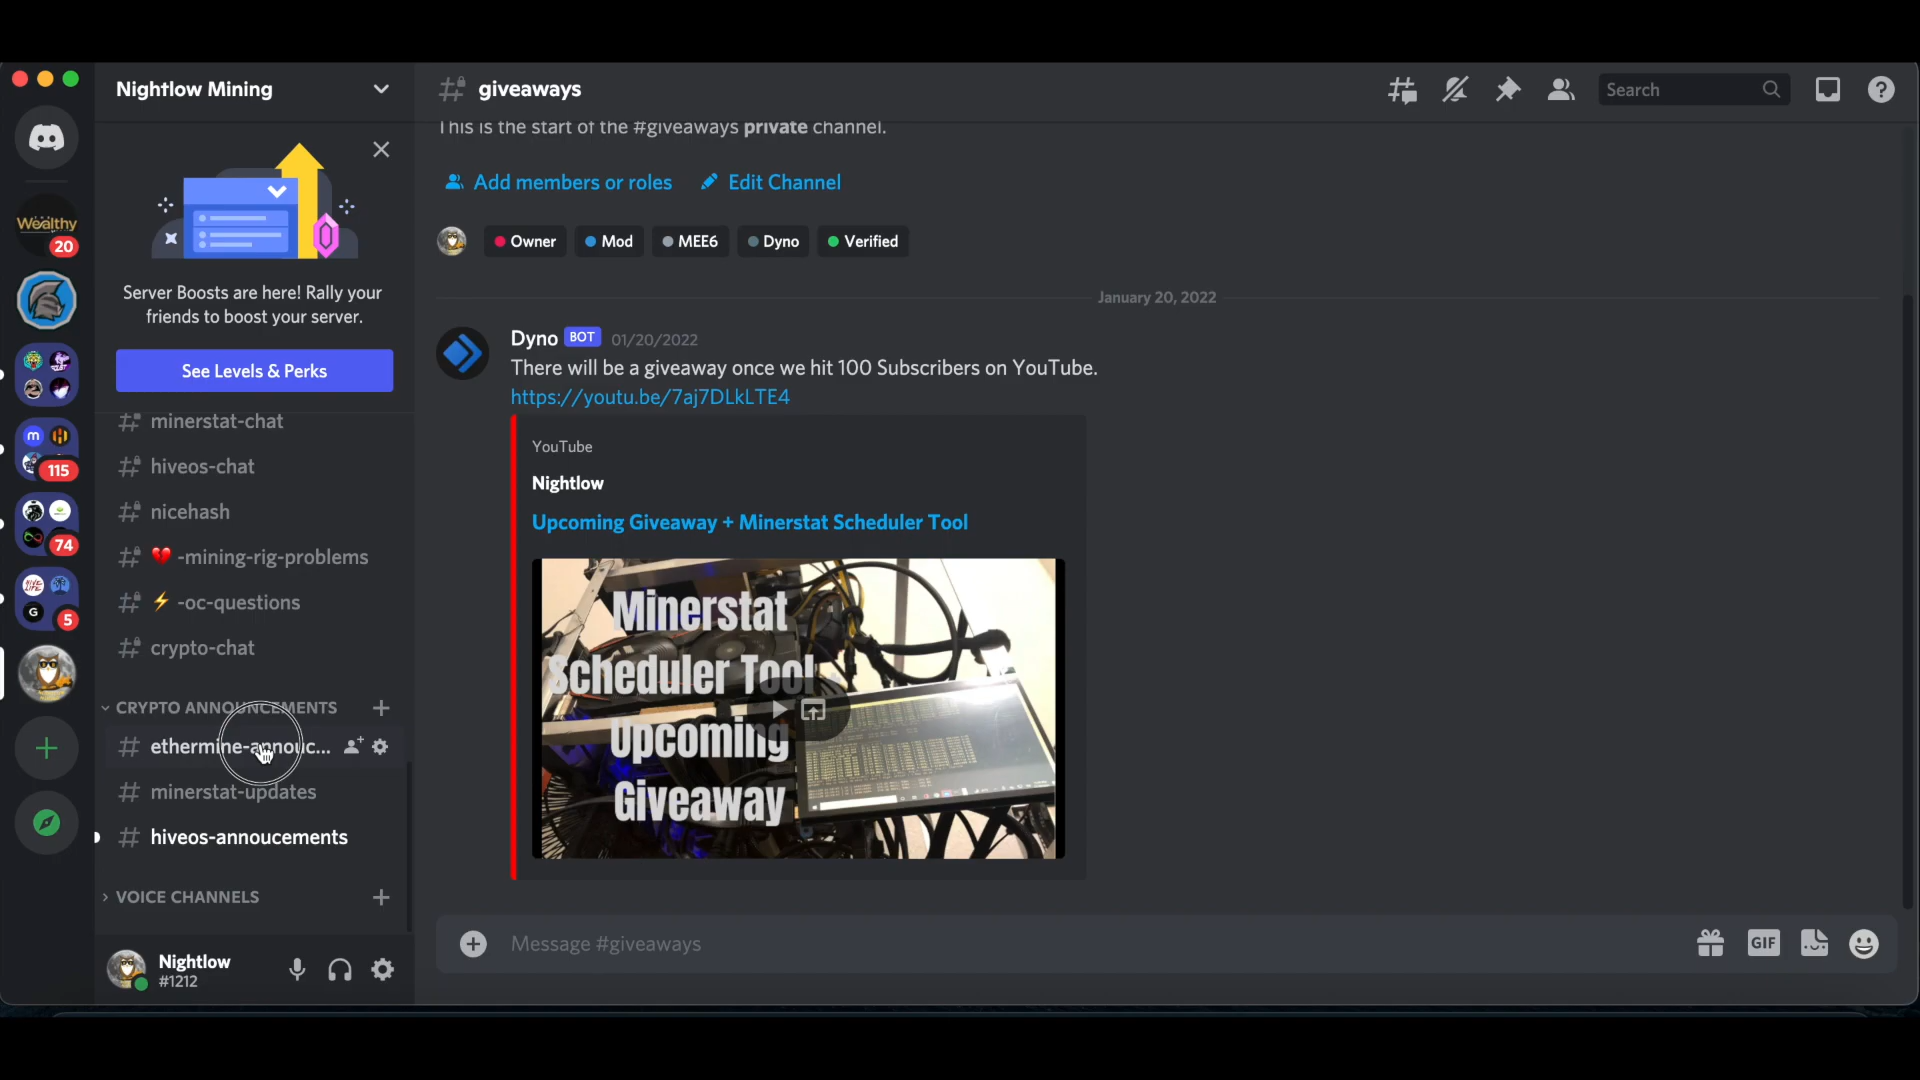 Nightlow Mining
Wealthy
20
115
m
74
HIVE
LIFE
G
5
Server Boosts are here! Rally your
friends to boost your server.
See Levels & Perks
minerstat-chat
hiveos-chat
nicehash
-mining-rig-problems
-oc-questions
crypto-chat
CRYPTO ANNOUNCEMENTS
ethermine-annouc...
minerstat-updates
hiveos-annoucements
VOICE CHANNELS
Nightlow
#1212
giveaways
Search
This is the start of the #giveaways private channel.
Add members or roles
Edit Channel
Owner
Mod
MEE6
Dyno
Verified
January 20, 2022
Dyno BOT 01/20/2022
There will be a giveaway once we hit 100 Subscribers on YouTube.
https://youtu.be/7aj7DLkLTE4
YouTube
Nightlow
Upcoming Giveaway + Minerstat Scheduler Tool
Minerstat
Scheduler Tool
Upcoming
Giveaway
Message #giveaways
GIF